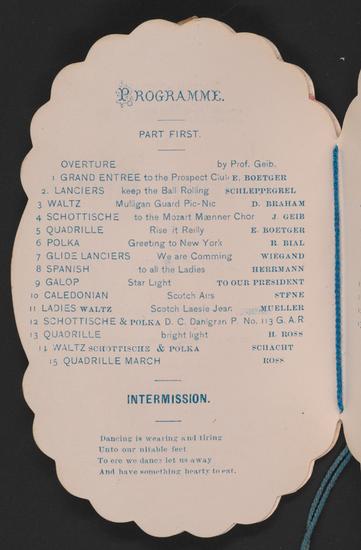 PROGRAMME.
PART FIRST.
OVERTURE by Prof. Geib.
1 GRAND ENTREE to the Prospect Club E. BOETGER
2. LANCIERS keep the Ball Rolling SCHLEPPEGREL
3 WALTZ Mulligan Guard Pic-Nic D. BRAHAM
4 SCHOTTISCHE to the Mozart Mænner Chor J. GEIB
5 QUADRILLE Rise it Reilly E. BOETGER
6 POLKA Greeting to New York R. BIAL
7 GLIDE LANCIERS We are Comming WIEGAND
8 SPANISH to all the Ladies HERRMANN
9 GALOP Star Light TO OUR PRESIDENT
10 CALEDONIAN Scotch Airs STENE
11 LADIES WALTZ Scotch Laesie Jean MUELLER
12 SCHOTTISCHE & POLKA D. C. Danigran P. No. 113 G. A. R
13 QUADRILLE bright light H. ROSS
14 WALTZ SCHOTTISCHE & POLKA SCHACHT
15 QUADRILLE MARCH ROSS
INTERMISSION.
Dancing is wearing and tiring
Unto our nifable feet
To ere we dance let us away
And have something hearty to eat.